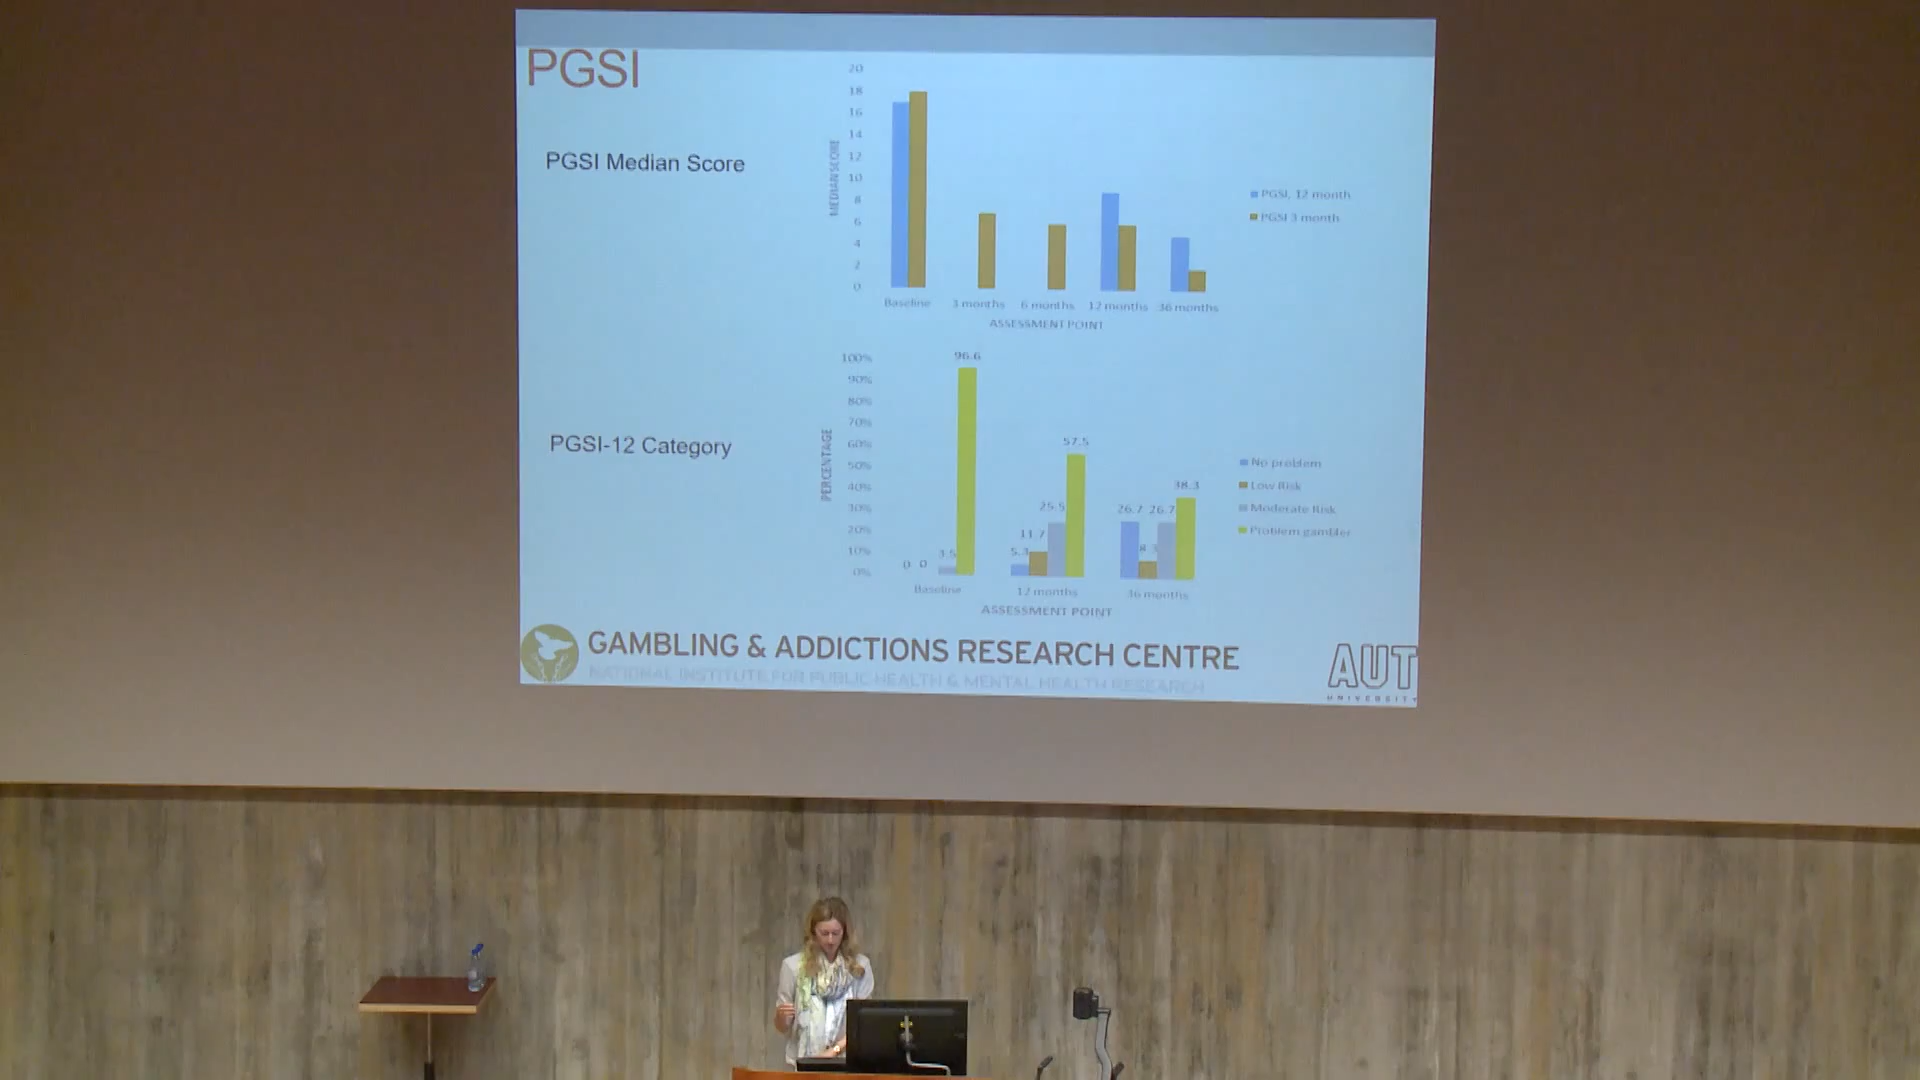 PGSI
PGSI Median Score
20
18
16
14
12
10
8
6
4
2
0
MEDIAN SCORE
Baseline 3 months 6 months 12 months 36 months
ASSESSMENT POINT
PGSI, 12 month
PGSI 3 month
PGSI-12 Category
100%
90%
80%
70%
60%
50%
40%
30%
20%
10%
0%
PERCENTAGE
0 0 3.5 96.6
5.3 11.7 25.5 57.5
26.7 8.3 26.7 38.3
Baseline 12 months 36 months
ASSESSMENT POINT
No problem
Low Risk
Moderate Risk
Problem gambler
GAMBLING & ADDICTIONS RESEARCH CENTRE
NATIONAL INSTITUTE FOR PUBLIC HEALTH & MENTAL HEALTH RESEARCH
AUT
UNIVERSITY